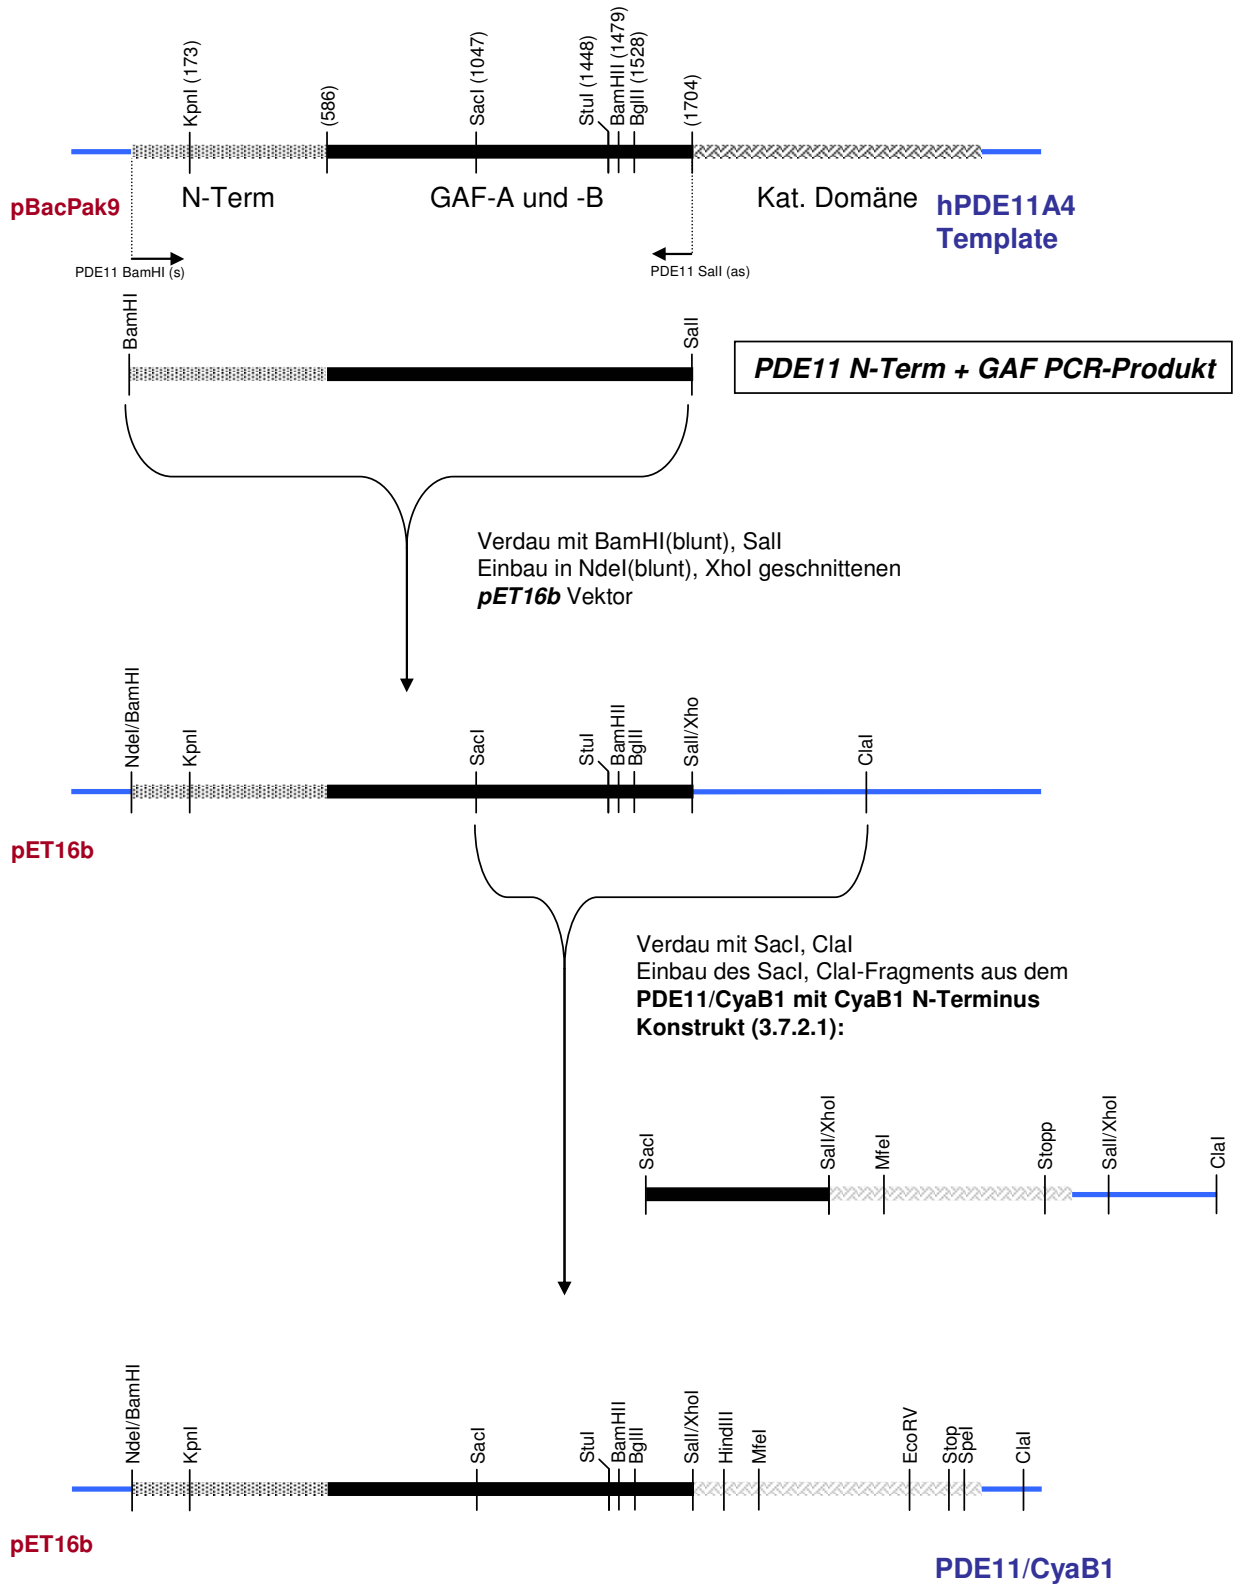 KpnI (173)
(586)
SacI (1047)
StuI (1448)
BamHII (1479)
BglII (1528)
(1704)
pBacPak9
N-Term
GAF-A und -B
Kat. Domäne
hPDE11A4
Template
PDE11 BamHI (s)
PDE11 SalI (as)
BamHI
SalI
PDE11 N-Term + GAF PCR-Produkt
Verdau mit BamHI(blunt), SalI
Einbau in NdeI(blunt), XhoI geschnittenen
pET16b Vektor
NdeI/BamHI
KpnI
SacI
StuI
BamHII
BglII
SalI/Xho
ClaI
pET16b
Verdau mit SacI, ClaI
Einbau des SacI, ClaI-Fragments aus dem
PDE11/CyaB1 mit CyaB1 N-Terminus
Konstrukt (3.7.2.1):
SacI
SalI/XhoI
MfeI
Stopp
SalI/XhoI
ClaI
NdeI/BamHI
KpnI
SacI
StuI
BamHII
BglII
SalI/XhoI
HindIII
MfeI
EcoRV
Stop
SpeI
ClaI
pET16b
PDE11/CyaB1